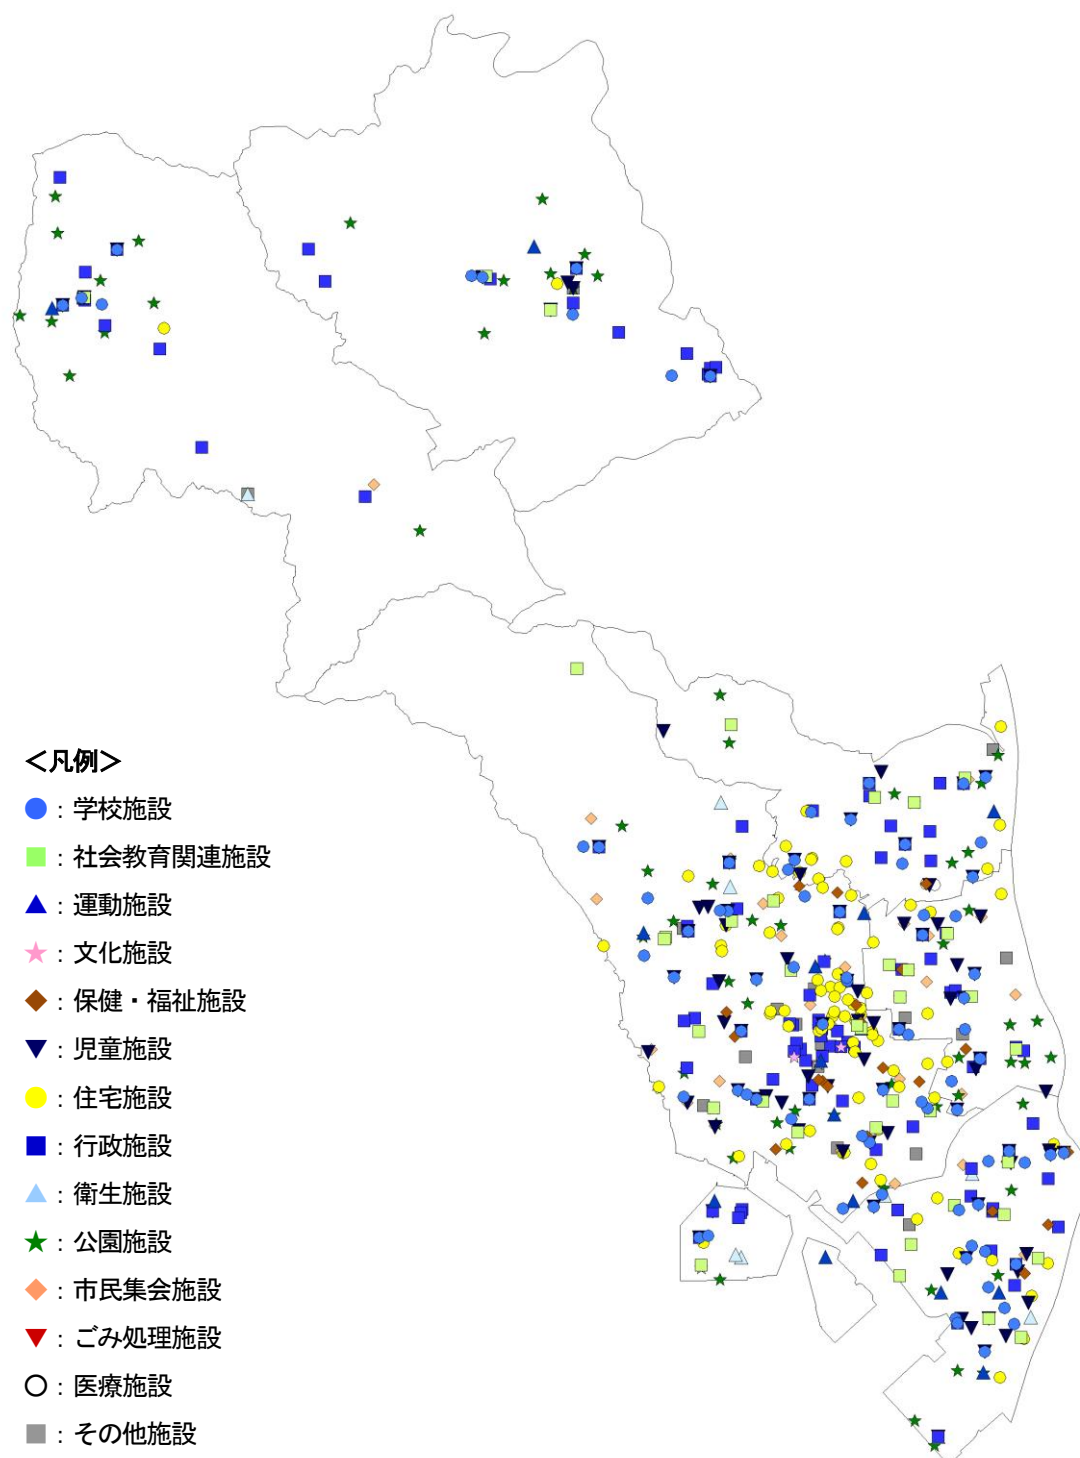 ＜凡例＞
：学校施設
：社会教育関連施設
：運動施設
：文化施設
：保健・福祉施設
：児童施設
：住宅施設
：行政施設
：衛生施設
：公園施設
：市民集会施設
：ごみ処理施設
：医療施設
：その他施設